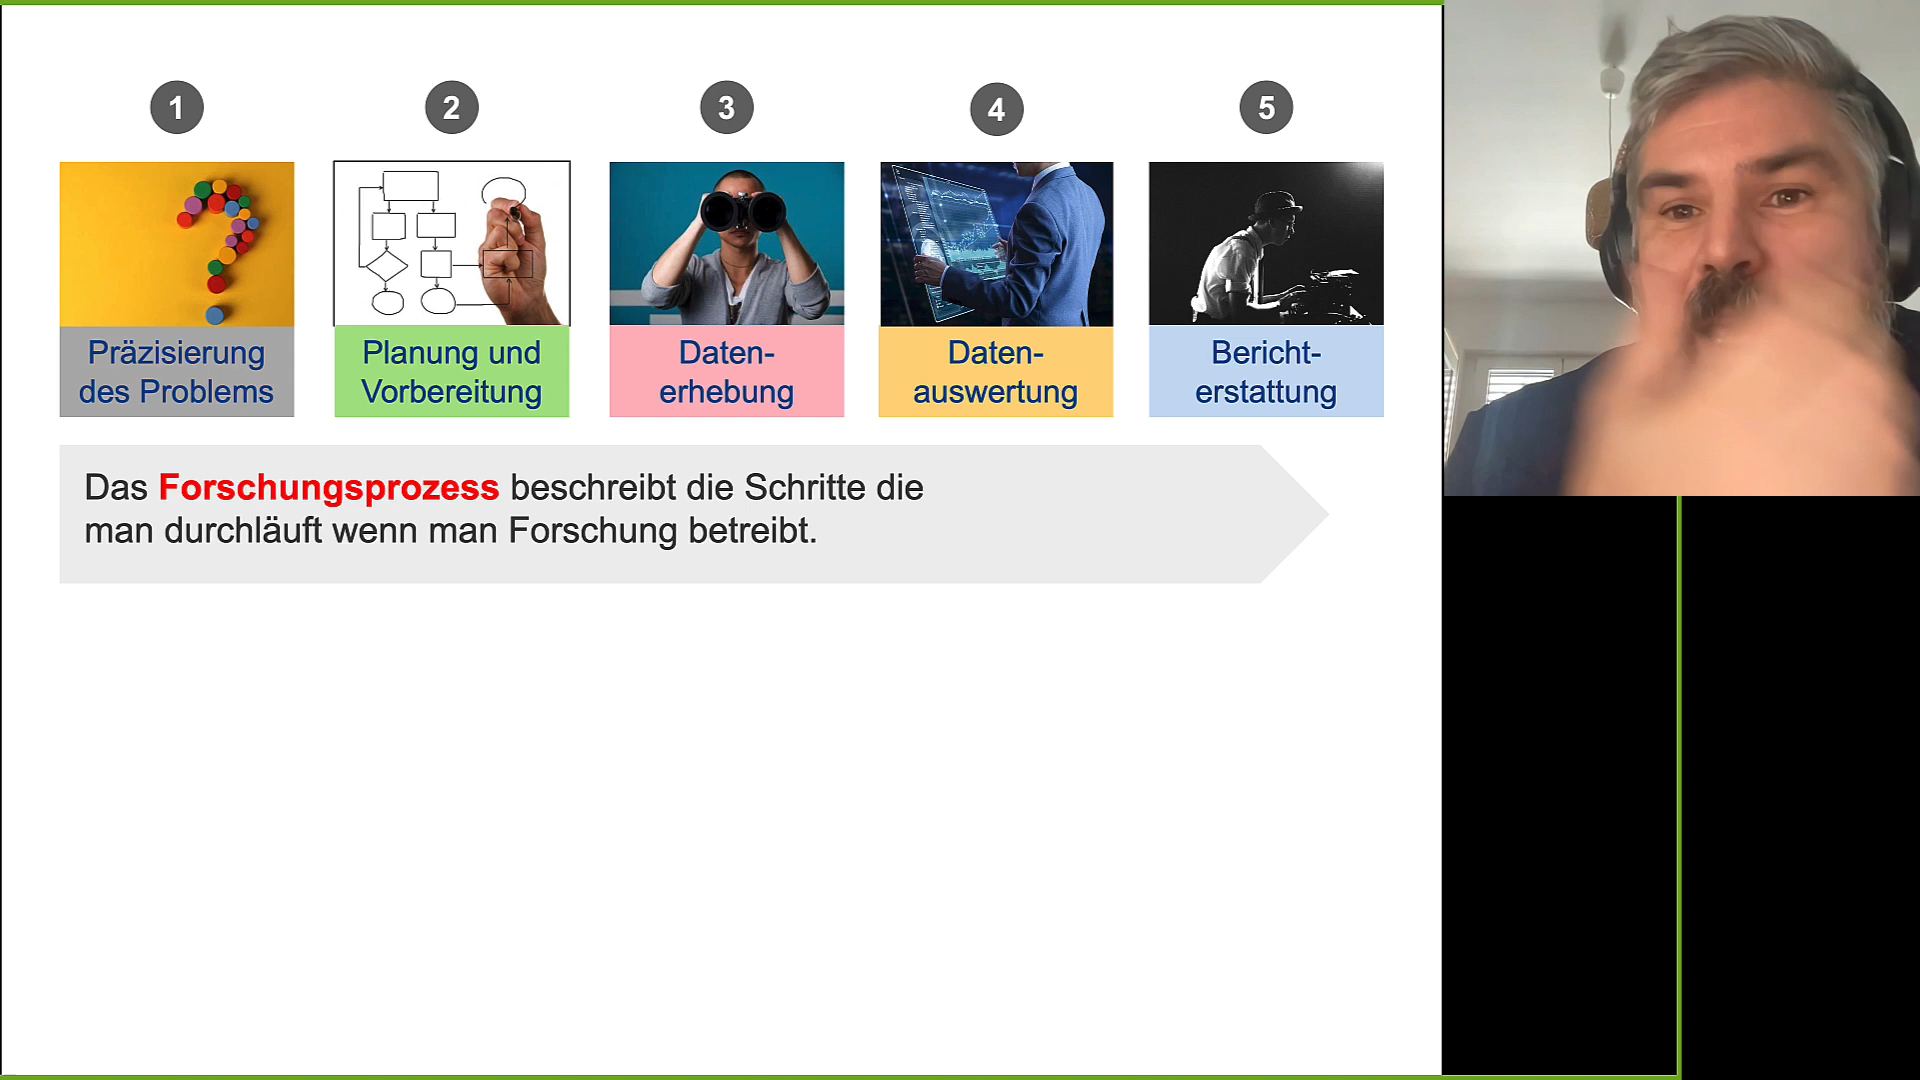 1
2
3
4
5
Präzisierung
des Problems
Planung und
Vorbereitung
Daten-
erhebung
Daten-
auswertung
Bericht-
erstattung
Das Forschungsprozess beschreibt die Schritte die
man durchläuft wenn man Forschung betreibt.